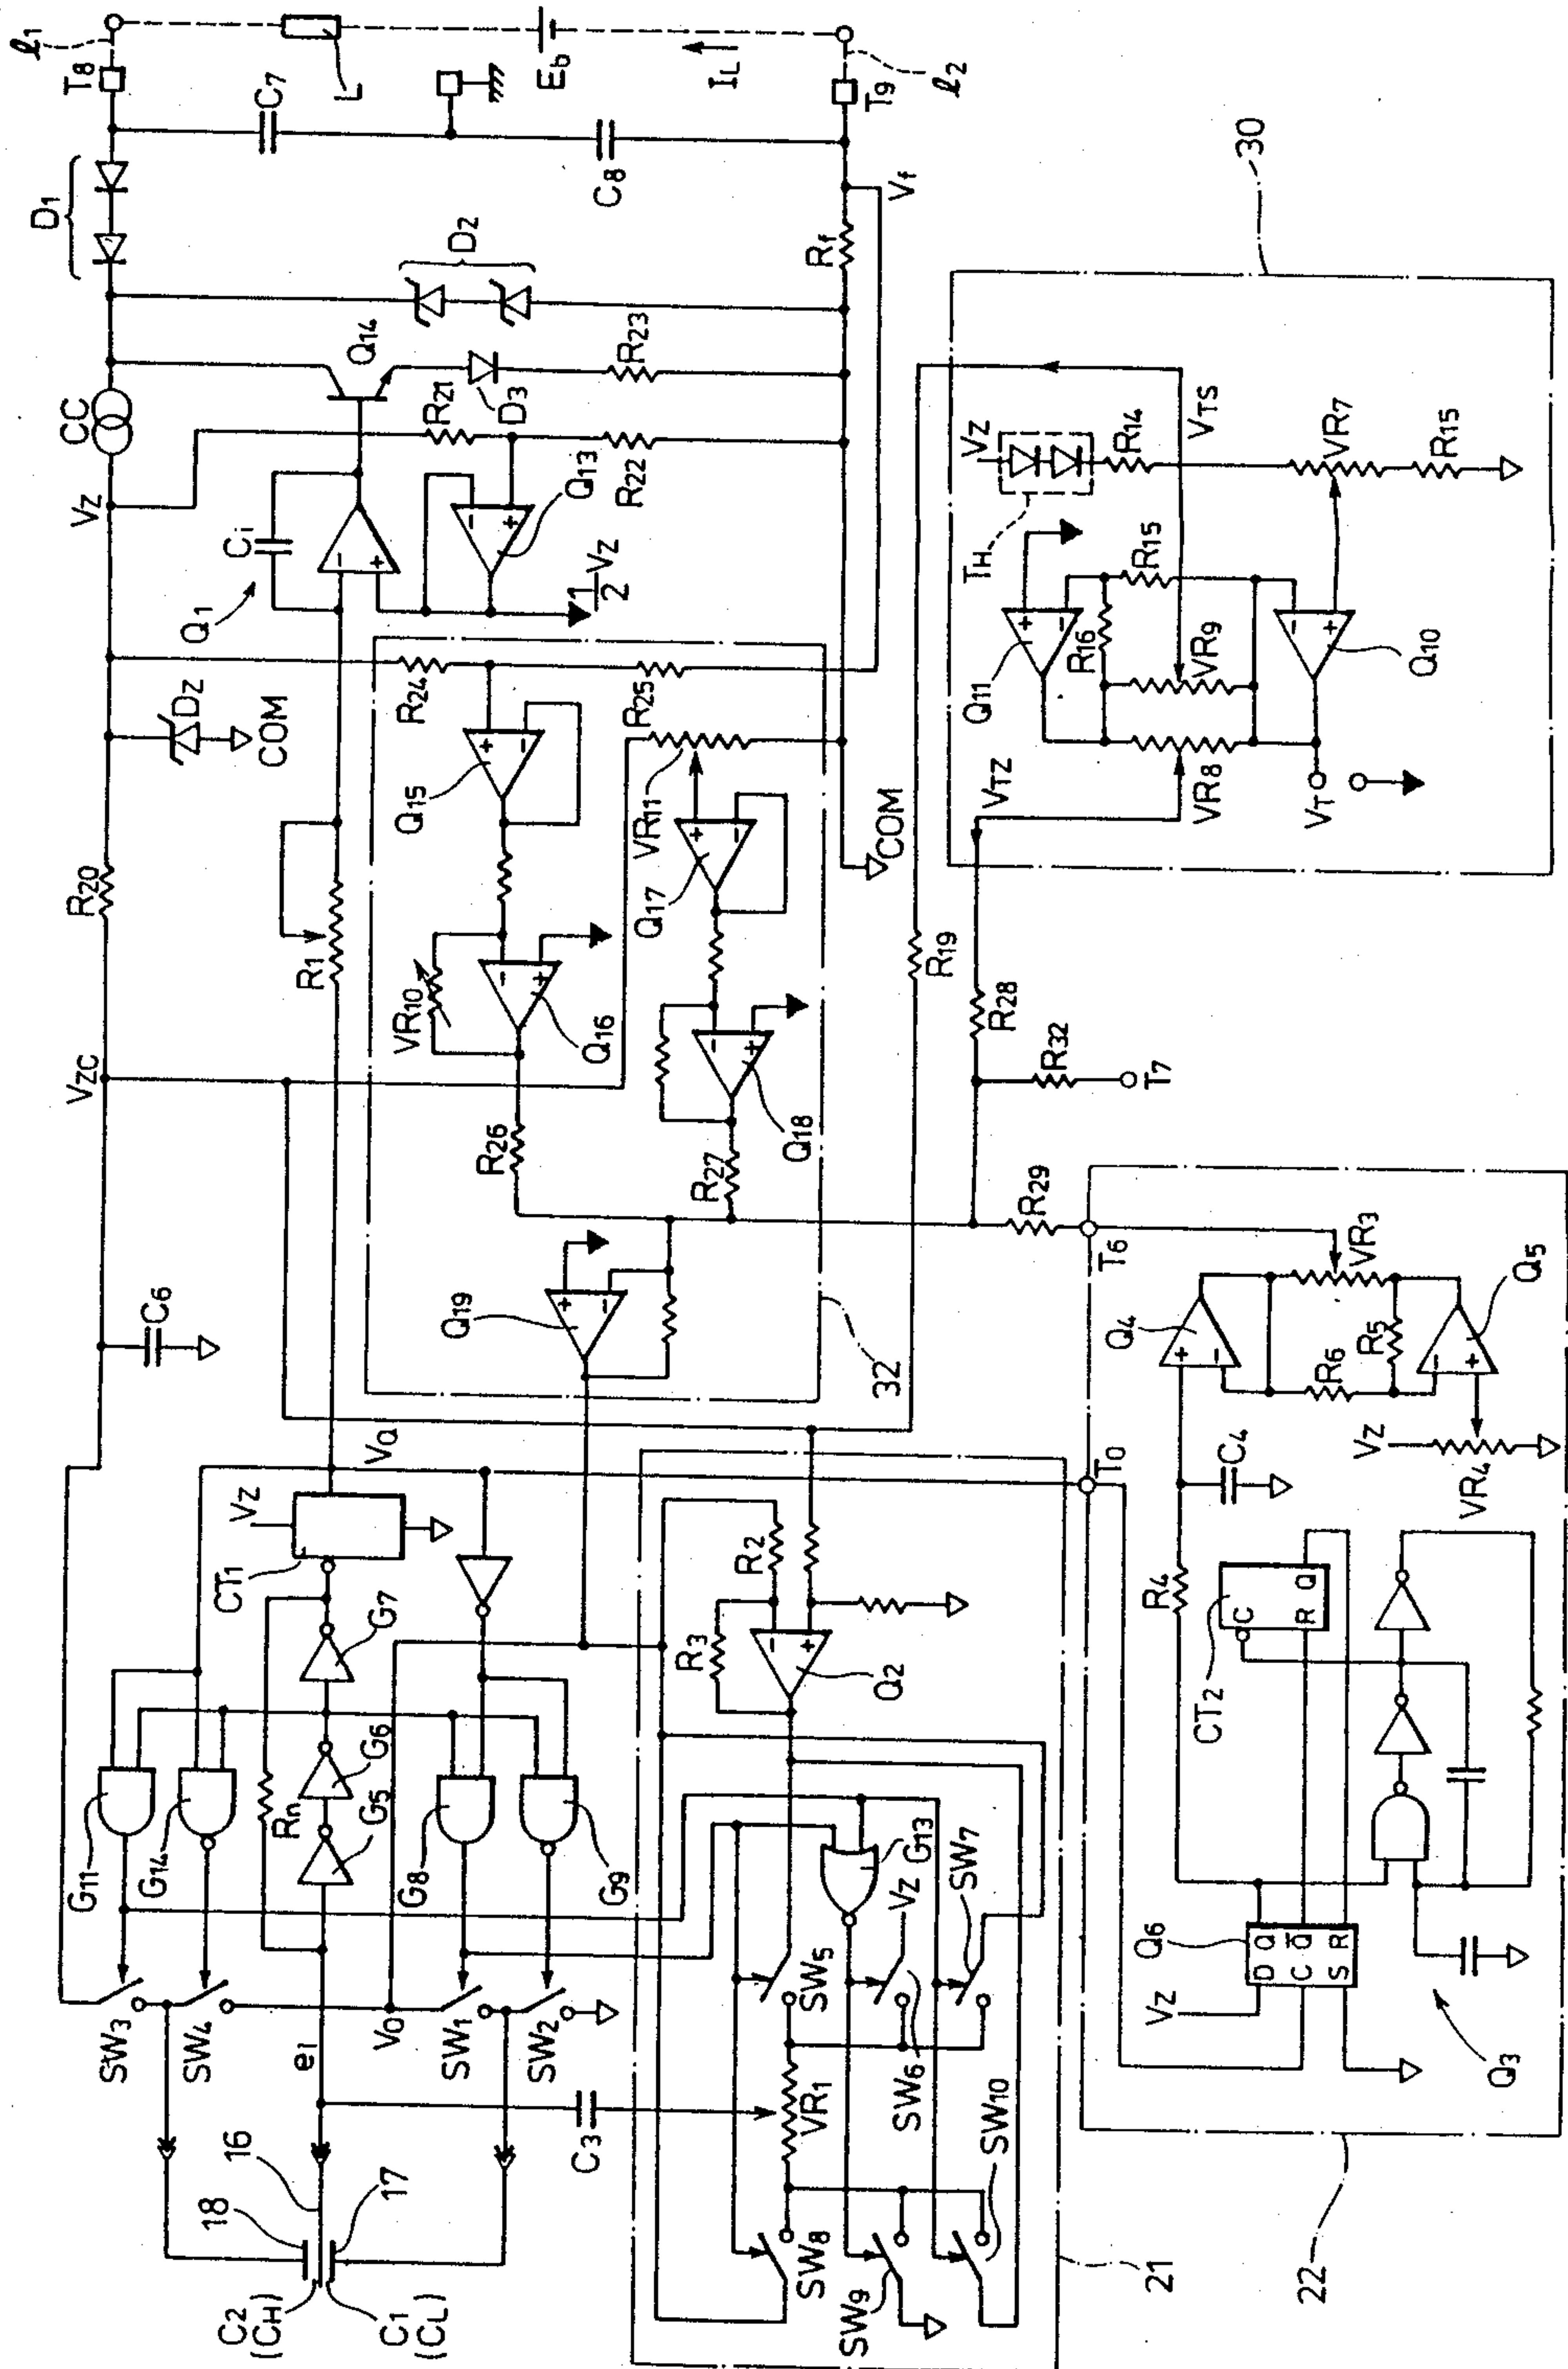 ℓ1
T8
L
Eb
IL
T9
ℓ2
D1
C7
C8
Vf
D2
Rf
Q14
D3
R23
CC
R21
R22
Q13
Vz
Ci
Q1
1/2 Vz
R24
R25
Dz
COM
Q15
VR11
Q17
COM
R20
R1
VR10
Q16
Q18
VZC
R26
R27
Q19
C6
32
30
VTS
Vz
TH
R14
VR7
R15
R15
R16
Q11
VR9
Q10
VR8
VTZ
VT
R19
R28
R32
T7
R29
T6
VR3
Q4
Q5
R5
R6
Vz
VR4
C4
R4
T0
CT2
C
R Q
Q6
D Q
C Q̄
S R
Vz
Q3
22
Va
Vz
CT1
G7
G6
G5
Rn
G11
G14
G8
G9
R2
R3
Q2
G13
Vz
SW7
SW5
SW6
SW3
SW4
V0
SW1
SW2
e1
VR1
C3
SW10
SW8
SW9
21
16
18
17
C2
(CH)
C1
(CL)